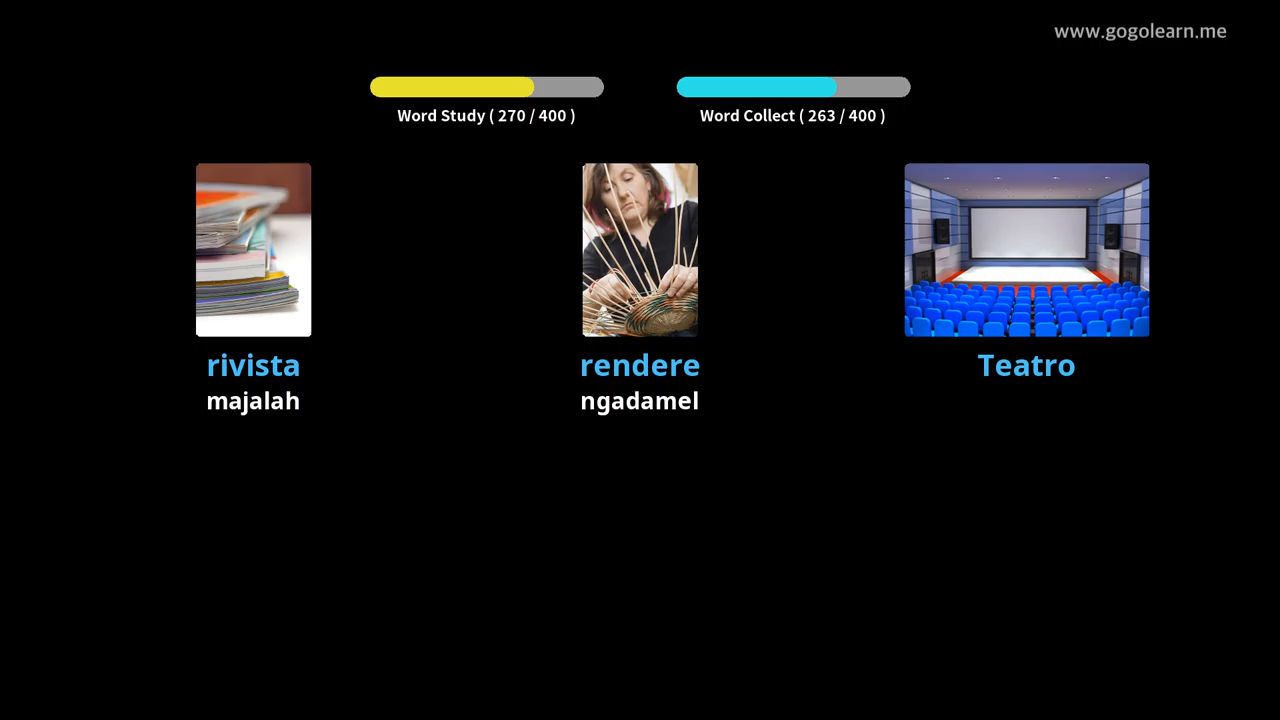 www.gogolearn.me
Word Study ( 270 / 400 )
Word Collect ( 263 / 400 )
rivista
majalah
rendere
ngadamel
Teatro